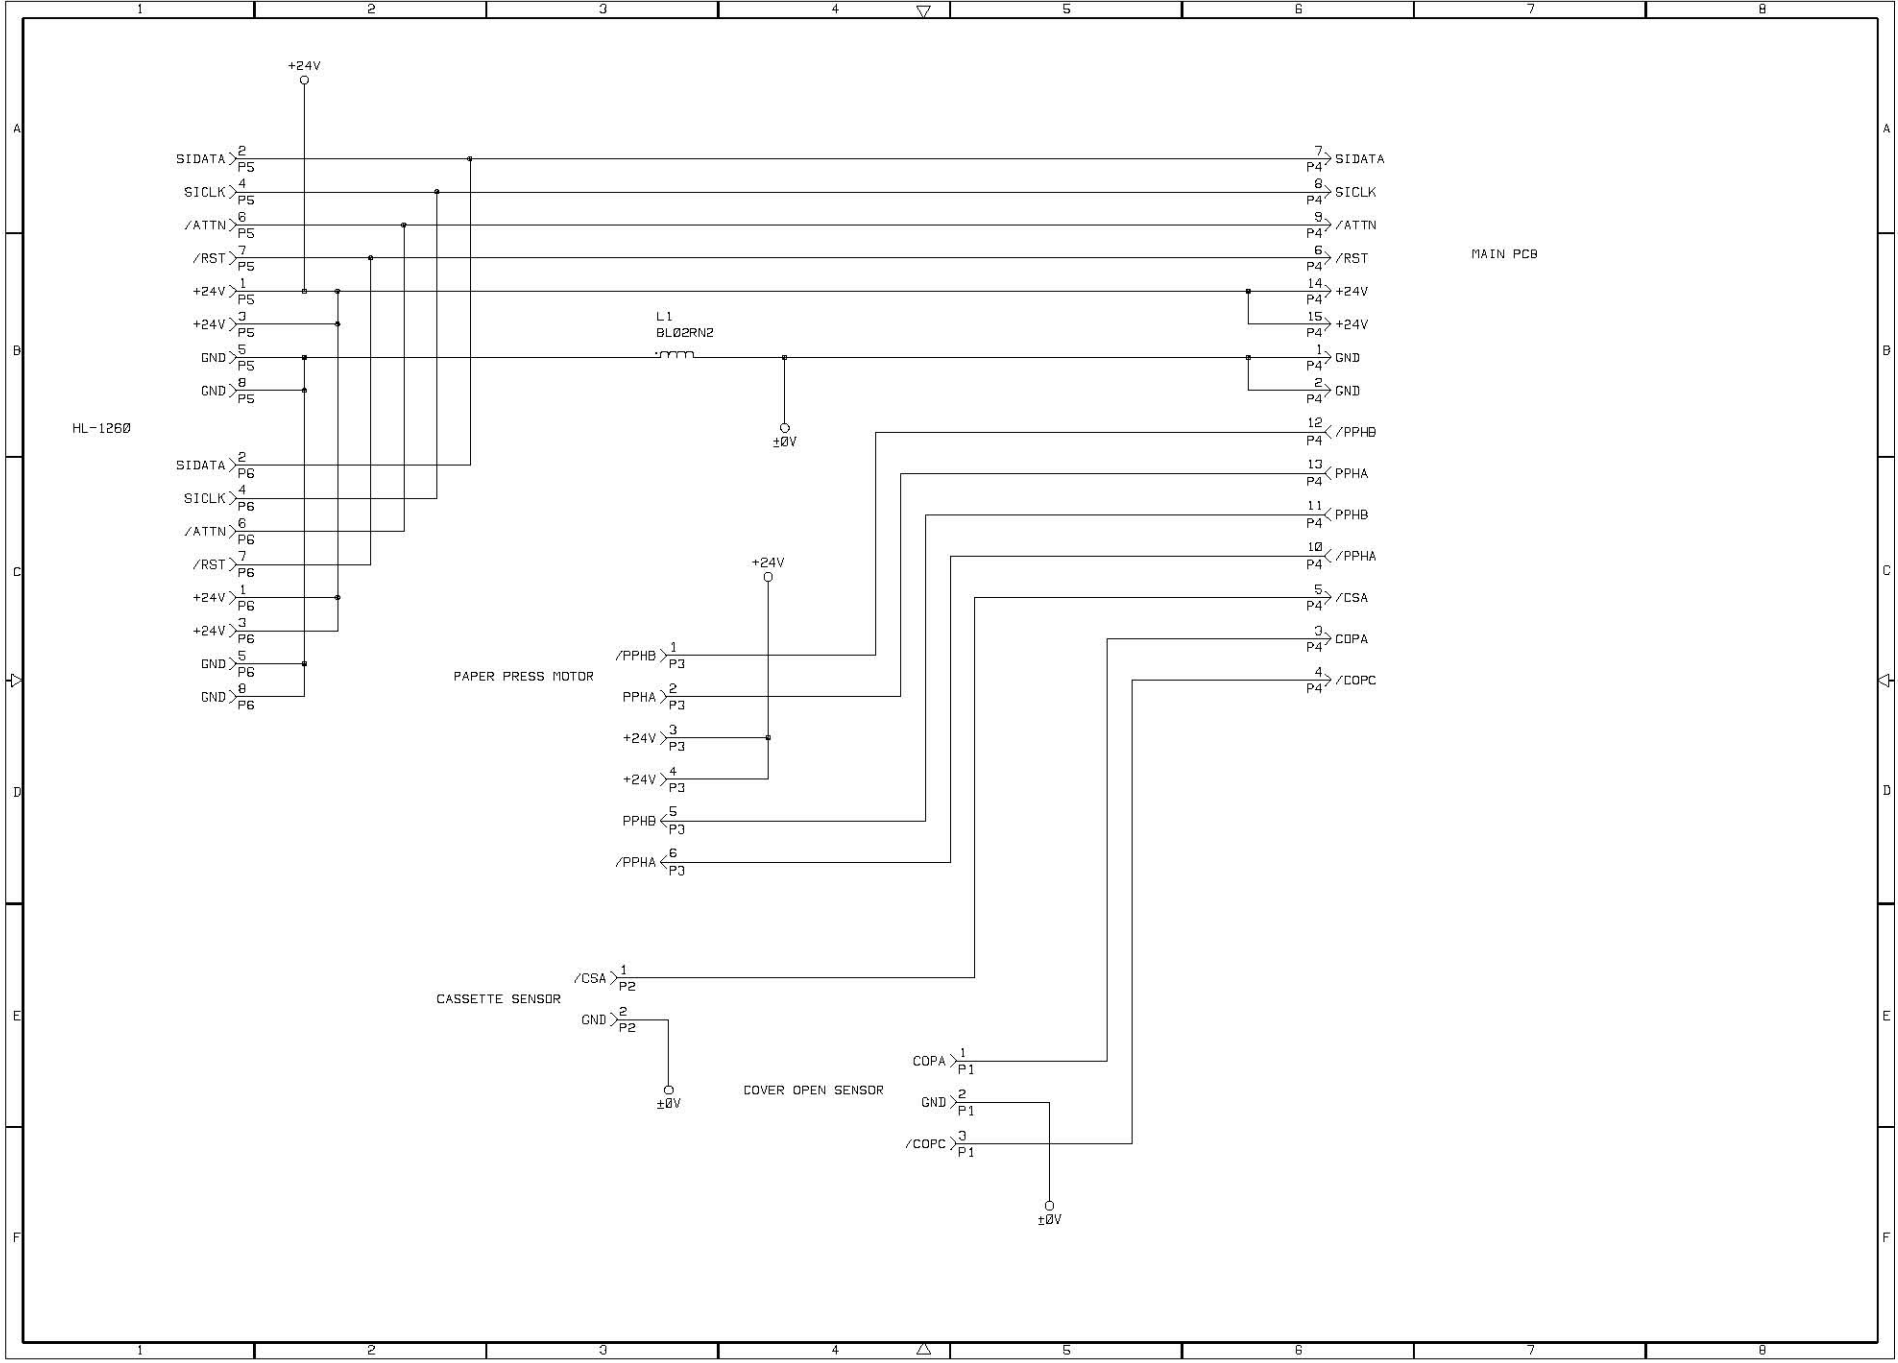 1 2 3 4 5 6 7 8
+24V
A A
SIDATA 2 P5 7 P4 SIDATA
SICLK 4 P5 8 P4 SICLK
/ATTN 6 P5 9 P4 /ATTN
/RST 7 P5 6 P4 /RST
MAIN PCB
+24V 1 P5 14 P4 +24V
L1
+24V 3 P5 15 P4 +24V
BL02RN2
B B
GND 5 P5 1 P4 GND
GND 8 P5 2 P4 GND
HL-1260
±0V
12 P4 /PPHB
SIDATA 2 P6
13 P4 PPHA
SICLK 4 P6
11 P4 PPHB
/ATTN 6 P6
10 P4 /PPHA
/RST 7 P6
+24V
C C
+24V 1 P6
5 P4 /CSA
+24V 3 P6
3 P4 COPA
/PPHB 1 P3
GND 5 P6
PAPER PRESS MOTOR
4 P4 /COPC
GND 8 P6
PPHA 2 P3
+24V 3 P3
+24V 4 P3
D D
PPHB 5 P3
/PPHA 6 P3
/CSA 1 P2
CASSETTE SENSOR
GND 2 P2
E E
COPA 1 P1
COVER OPEN SENSOR
±0V
GND 2 P1
/COPC 3 P1
±0V
F F
1 2 3 4 5 6 7 8